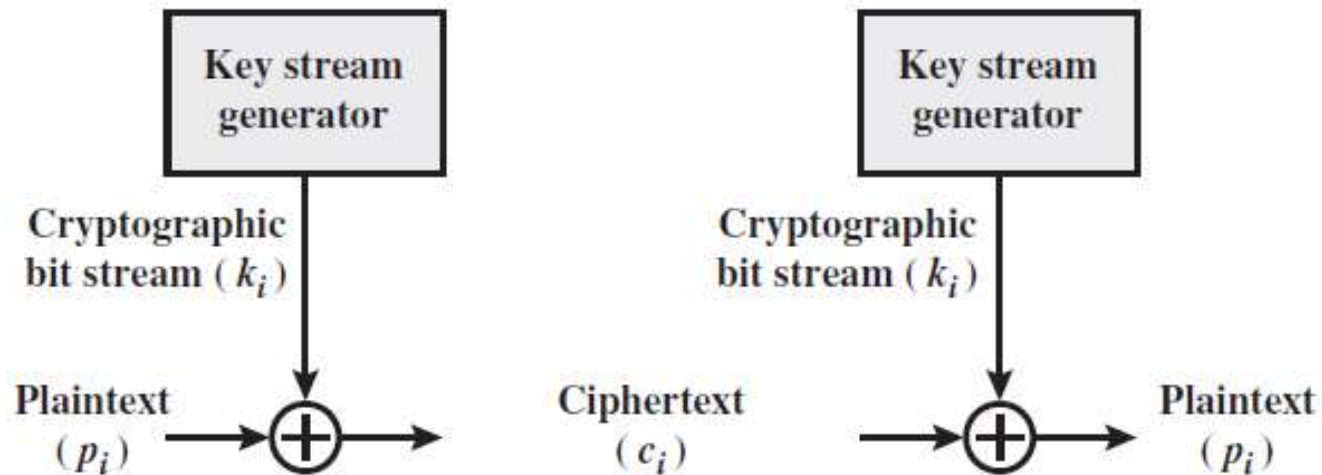 Key stream
generator
Key stream
generator
Cryptographic
bit stream ( k_i )
Cryptographic
bit stream ( k_i )
Plaintext
( p_i )
Ciphertext
( c_i )
Plaintext
( p_i )